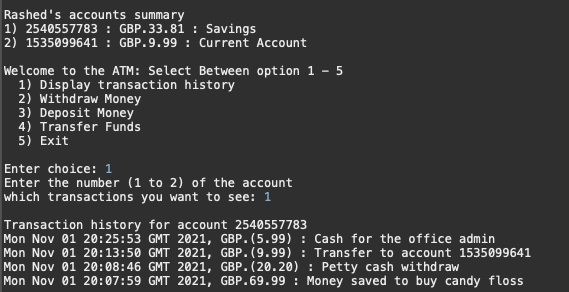 Rashed's accounts summary
1) 2540557783 : GBP.33.81 : Savings
2) 1535099641 : GBP.9.99 : Current Account
Welcome to the ATM: Select Between option 1 - 5
1) Display transaction history
2) Withdraw Money
3) Deposit Money
4) Transfer Funds
5) Exit
Enter choice: 1
Enter the number (1 to 2) of the account
which transactions you want to see: 1
Transaction history for account 2540557783
Mon Nov 01 20:25:53 GMT 2021, GBP.(5.99) : Cash for the office admin
Mon Nov 01 20:13:50 GMT 2021, GBP.(9.99) : Transfer to account 1535099641
Mon Nov 01 20:08:46 GMT 2021, GBP.(20.20) : Petty cash withdraw
Mon Nov 01 20:07:59 GMT 2021, GBP.69.99 : Money saved to buy candy floss